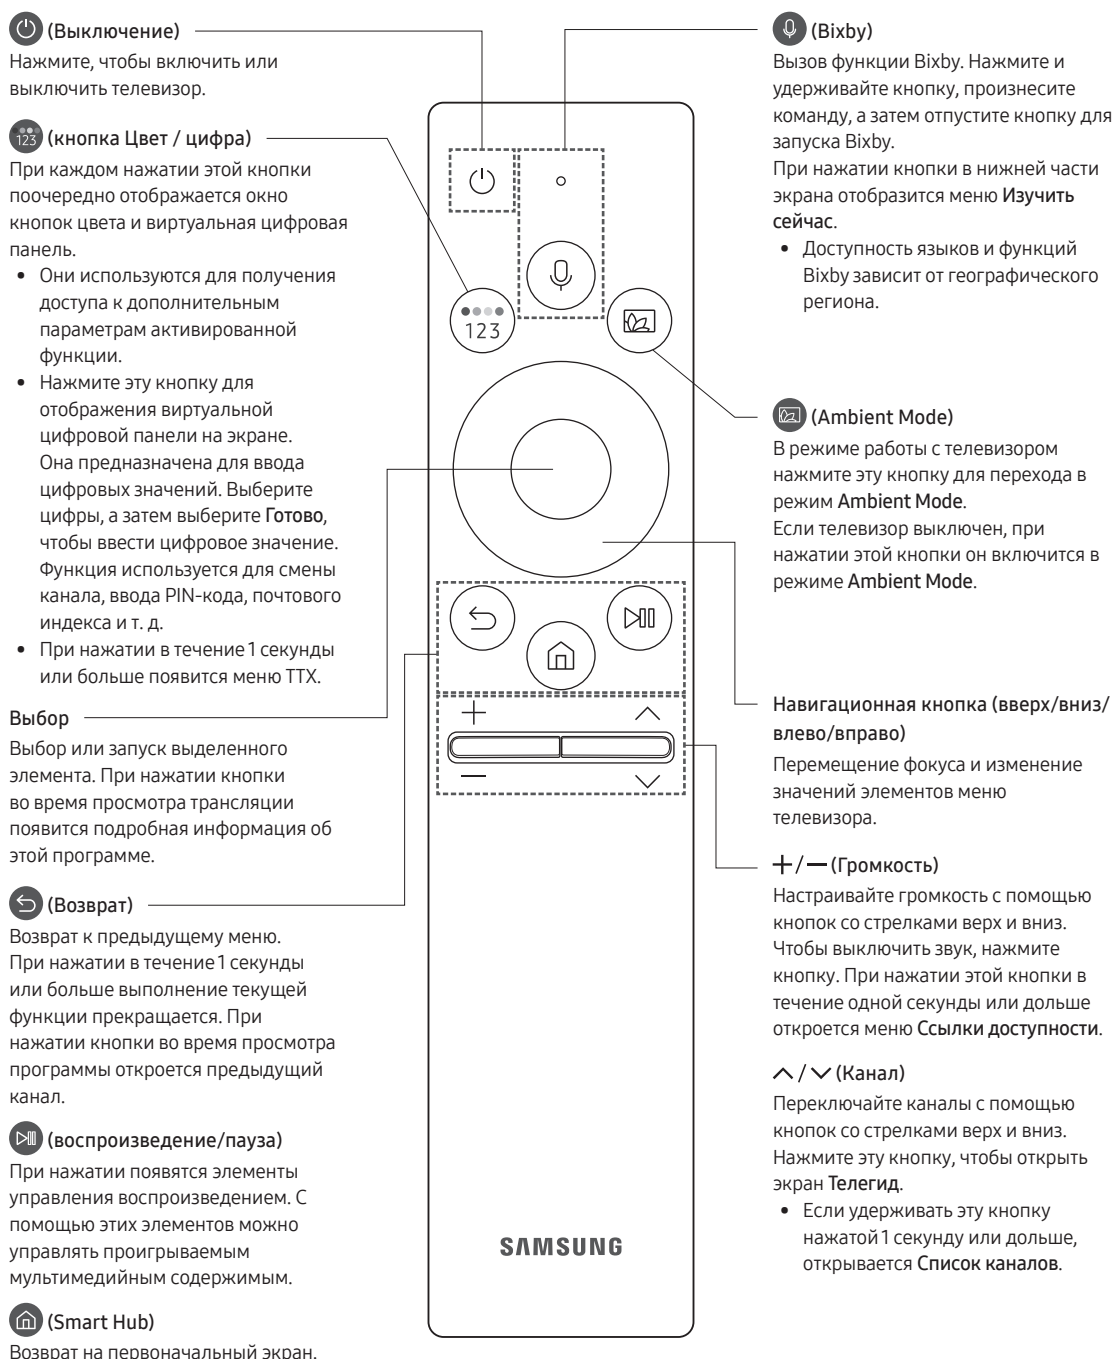 (Выключение)
Нажмите, чтобы включить или
выключить телевизор.
123 (кнопка Цвет / цифра)
При каждом нажатии этой кнопки
поочередно отображается окно
кнопок цвета и виртуальная цифровая
панель.
• Они используются для получения
доступа к дополнительным
параметрам активированной
функции.
• Нажмите эту кнопку для
отображения виртуальной
цифровой панели на экране.
Она предназначена для ввода
цифровых значений. Выберите
цифры, а затем выберите Готово,
чтобы ввести цифровое значение.
Функция используется для смены
канала, ввода PIN-кода, почтового
индекса и т. д.
• При нажатии в течение 1 секунды
или больше появится меню TTX.
Выбор
Выбор или запуск выделенного
элемента. При нажатии кнопки
во время просмотра трансляции
появится подробная информация об
этой программе.
(Возврат)
Возврат к предыдущему меню.
При нажатии в течение 1 секунды
или больше выполнение текущей
функции прекращается. При
нажатии кнопки во время просмотра
программы откроется предыдущий
канал.
(воспроизведение/пауза)
При нажатии появятся элементы
управления воспроизведением. С
помощью этих элементов можно
управлять проигрываемым
мультимедийным содержимым.
(Smart Hub)
Возврат на первоначальный экран.
123
SAMSUNG
(Bixby)
Вызов функции Bixby. Нажмите и
удерживайте кнопку, произнесите
команду, а затем отпустите кнопку для
запуска Bixby.
При нажатии кнопки в нижней части
экрана отобразится меню Изучить
сейчас.
• Доступность языков и функций
Bixby зависит от географического
региона.
(Ambient Mode)
В режиме работы с телевизором
нажмите эту кнопку для перехода в
режим Ambient Mode.
Если телевизор выключен, при
нажатии этой кнопки он включится в
режиме Ambient Mode.
Навигационная кнопка (вверх/вниз/
влево/вправо)
Перемещение фокуса и изменение
значений элементов меню
телевизора.
+/— (Громкость)
Настраивайте громкость с помощью
кнопок со стрелками верх и вниз.
Чтобы выключить звук, нажмите
кнопку. При нажатии этой кнопки в
течение одной секунды или дольше
откроется меню Ссылки доступности.
/ (Канал)
Переключайте каналы с помощью
кнопок со стрелками верх и вниз.
Нажмите эту кнопку, чтобы открыть
экран Телегид.
• Если удерживать эту кнопку
нажатой 1 секунду или дольше,
открывается Список каналов.